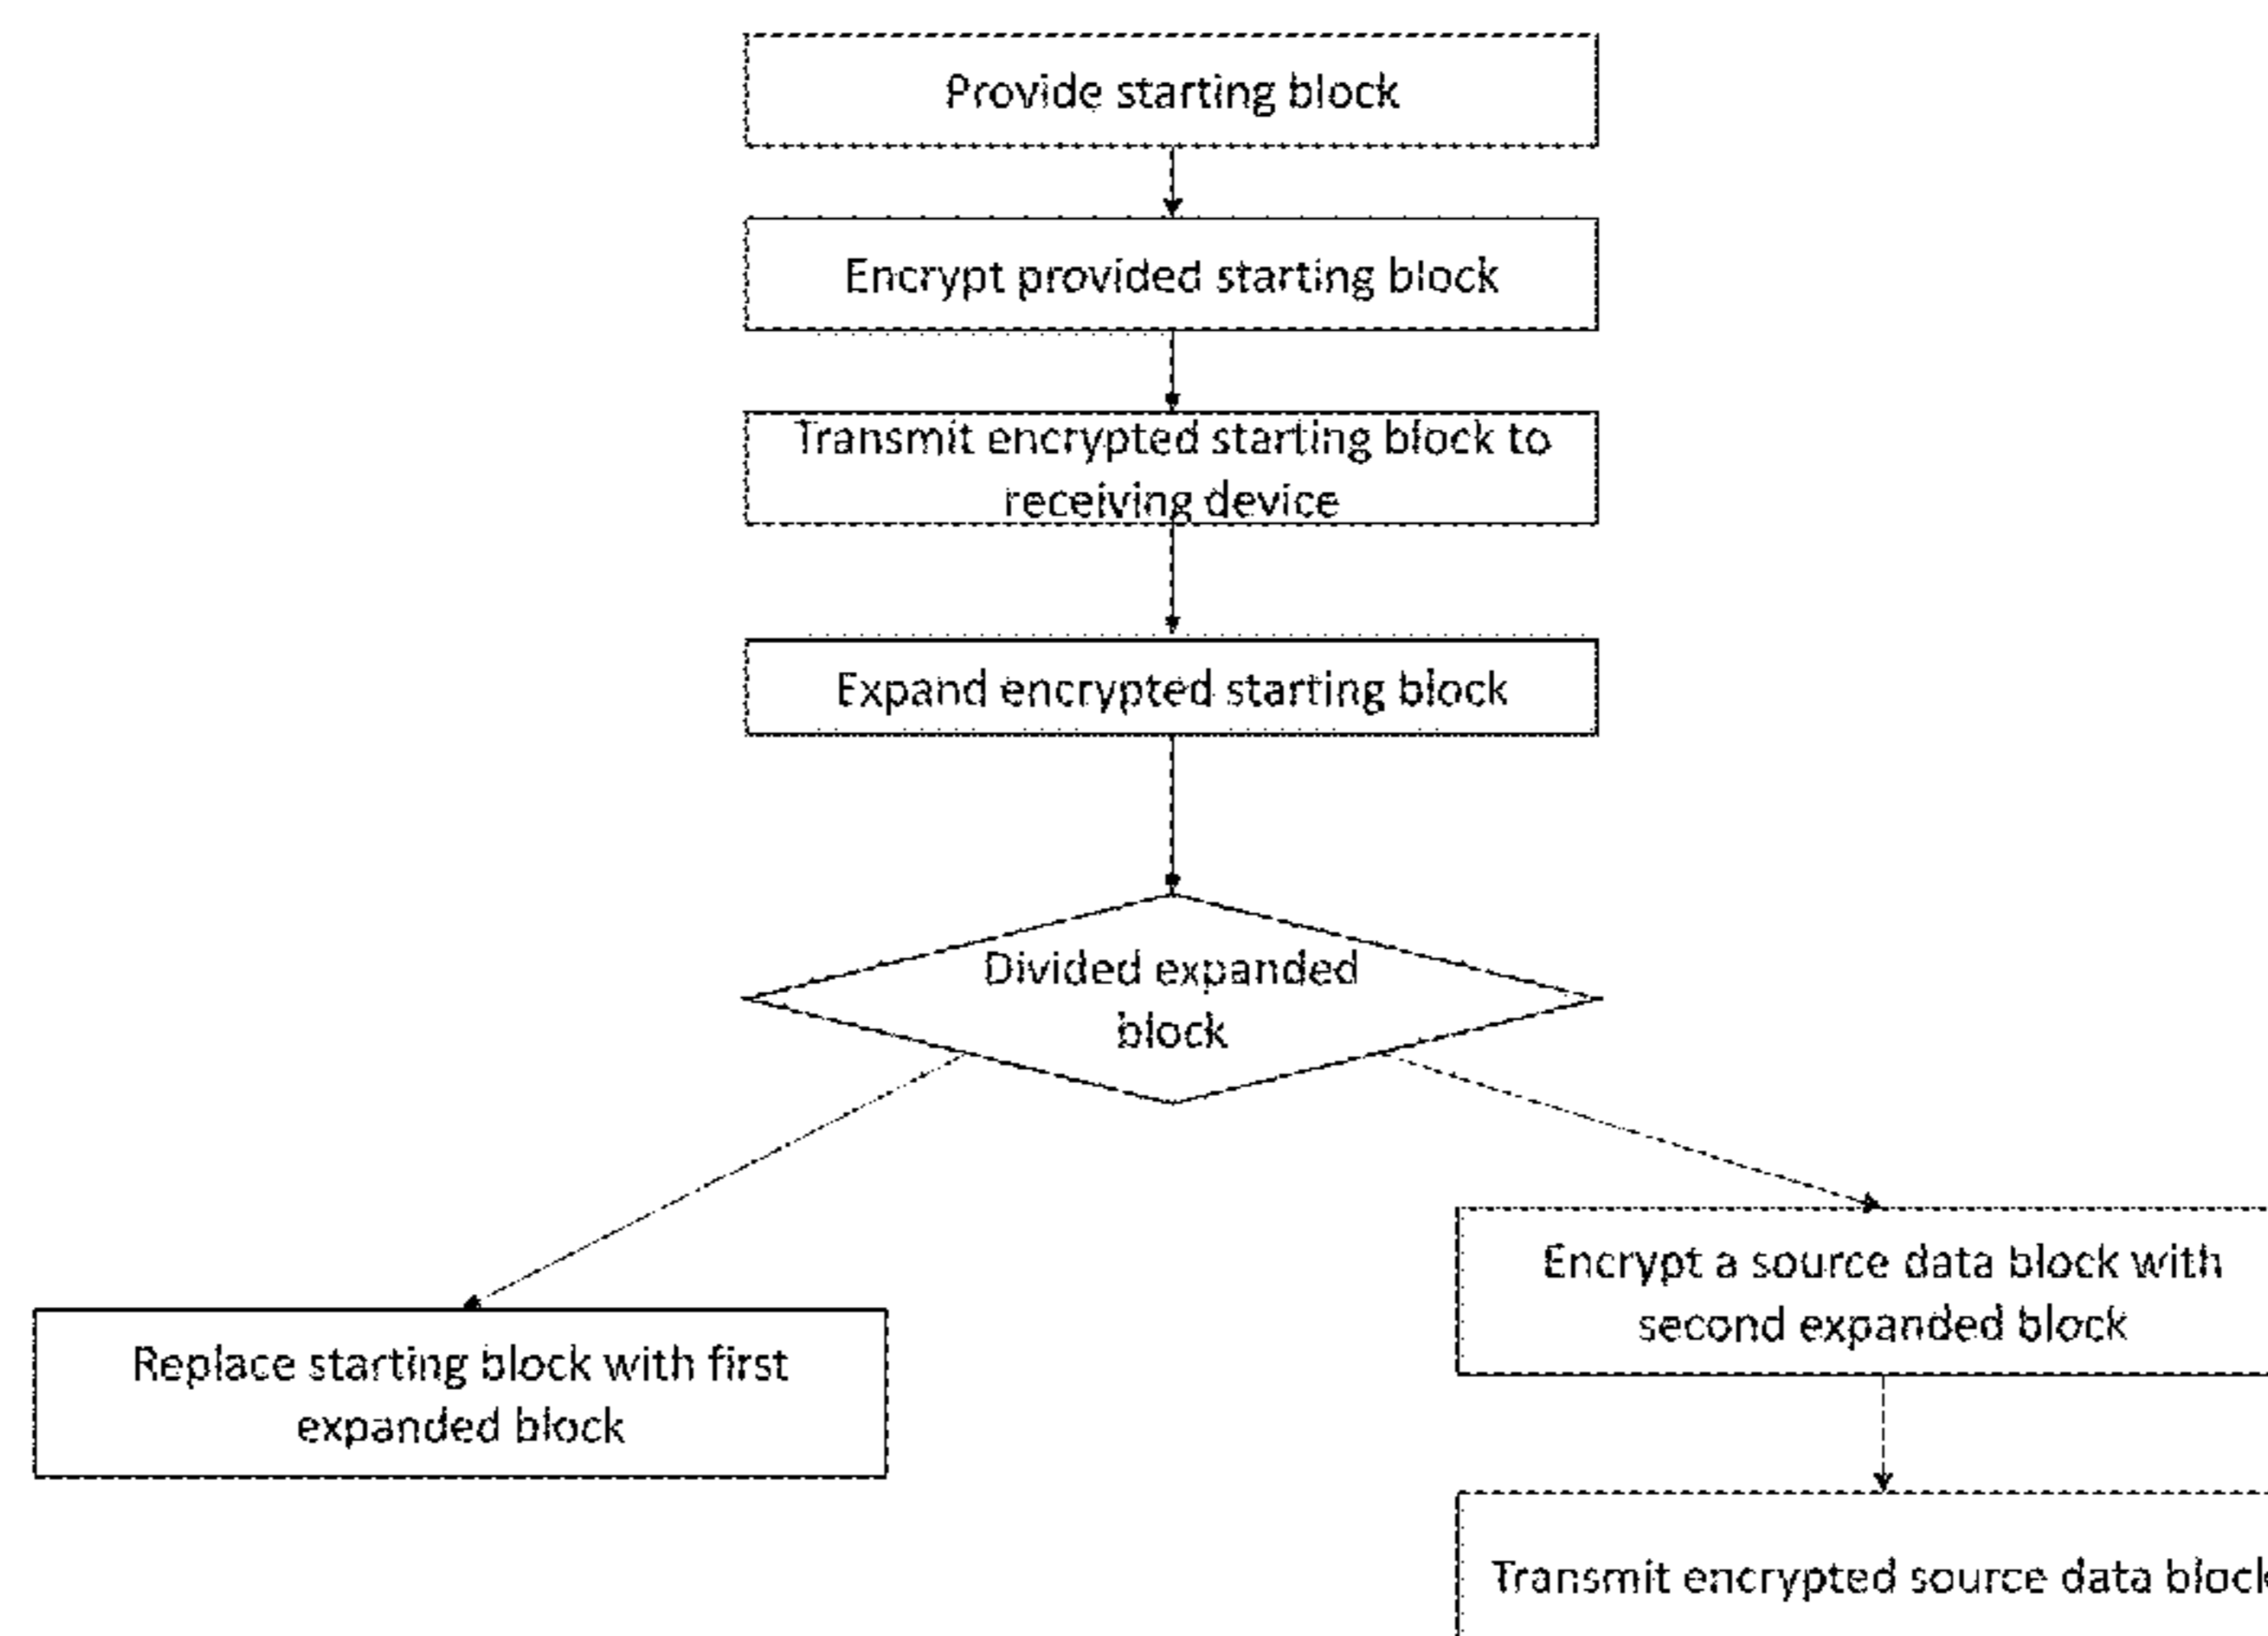 Provide starting block
Encrypt provided starting block
Transmit encrypted starting block to
receiving device
Expand encrypted starting block
Divided expanded
block
Replace starting block with first
expanded block
Encrypt a source data block with
second expanded block
Transmit encrypted source data block